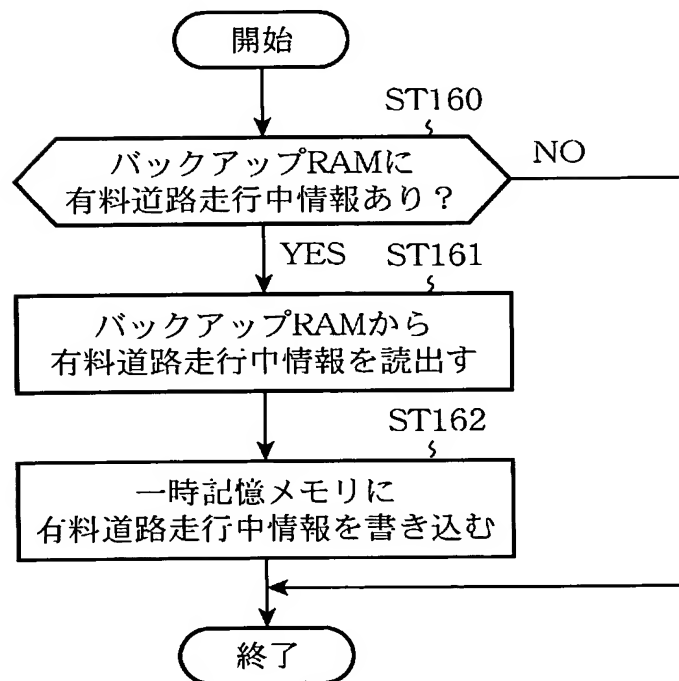 開始
ST160
バックアップRAMに
有料道路走行中情報あり？
NO
YES
ST161
バックアップRAMから
有料道路走行中情報を読出す
ST162
一時記憶メモリに
有料道路走行中情報を書き込む
終了